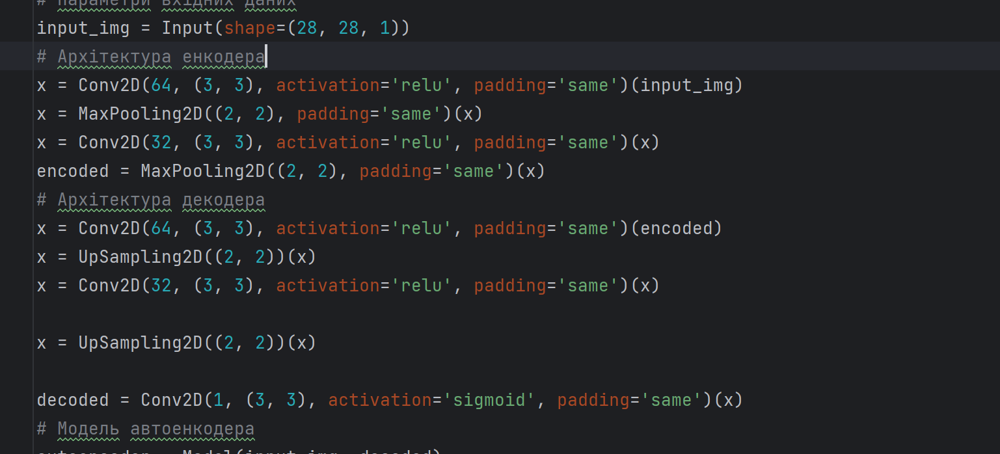 # Параметри вхідних даних
input_img = Input(shape=(28, 28, 1))
# Архітектура енкодера
x = Conv2D(64, (3, 3), activation='relu', padding='same')(input_img)
x = MaxPooling2D((2, 2), padding='same')(x)
x = Conv2D(32, (3, 3), activation='relu', padding='same')(x)
encoded = MaxPooling2D((2, 2), padding='same')(x)
# Архітектура декодера
x = Conv2D(64, (3, 3), activation='relu', padding='same')(encoded)
x = UpSampling2D((2, 2))(x)
x = Conv2D(32, (3, 3), activation='relu', padding='same')(x)
x = UpSampling2D((2, 2))(x)
decoded = Conv2D(1, (3, 3), activation='sigmoid', padding='same')(x)
# Модель автоенкодера
autoencoder = Model(input_img, decoded)